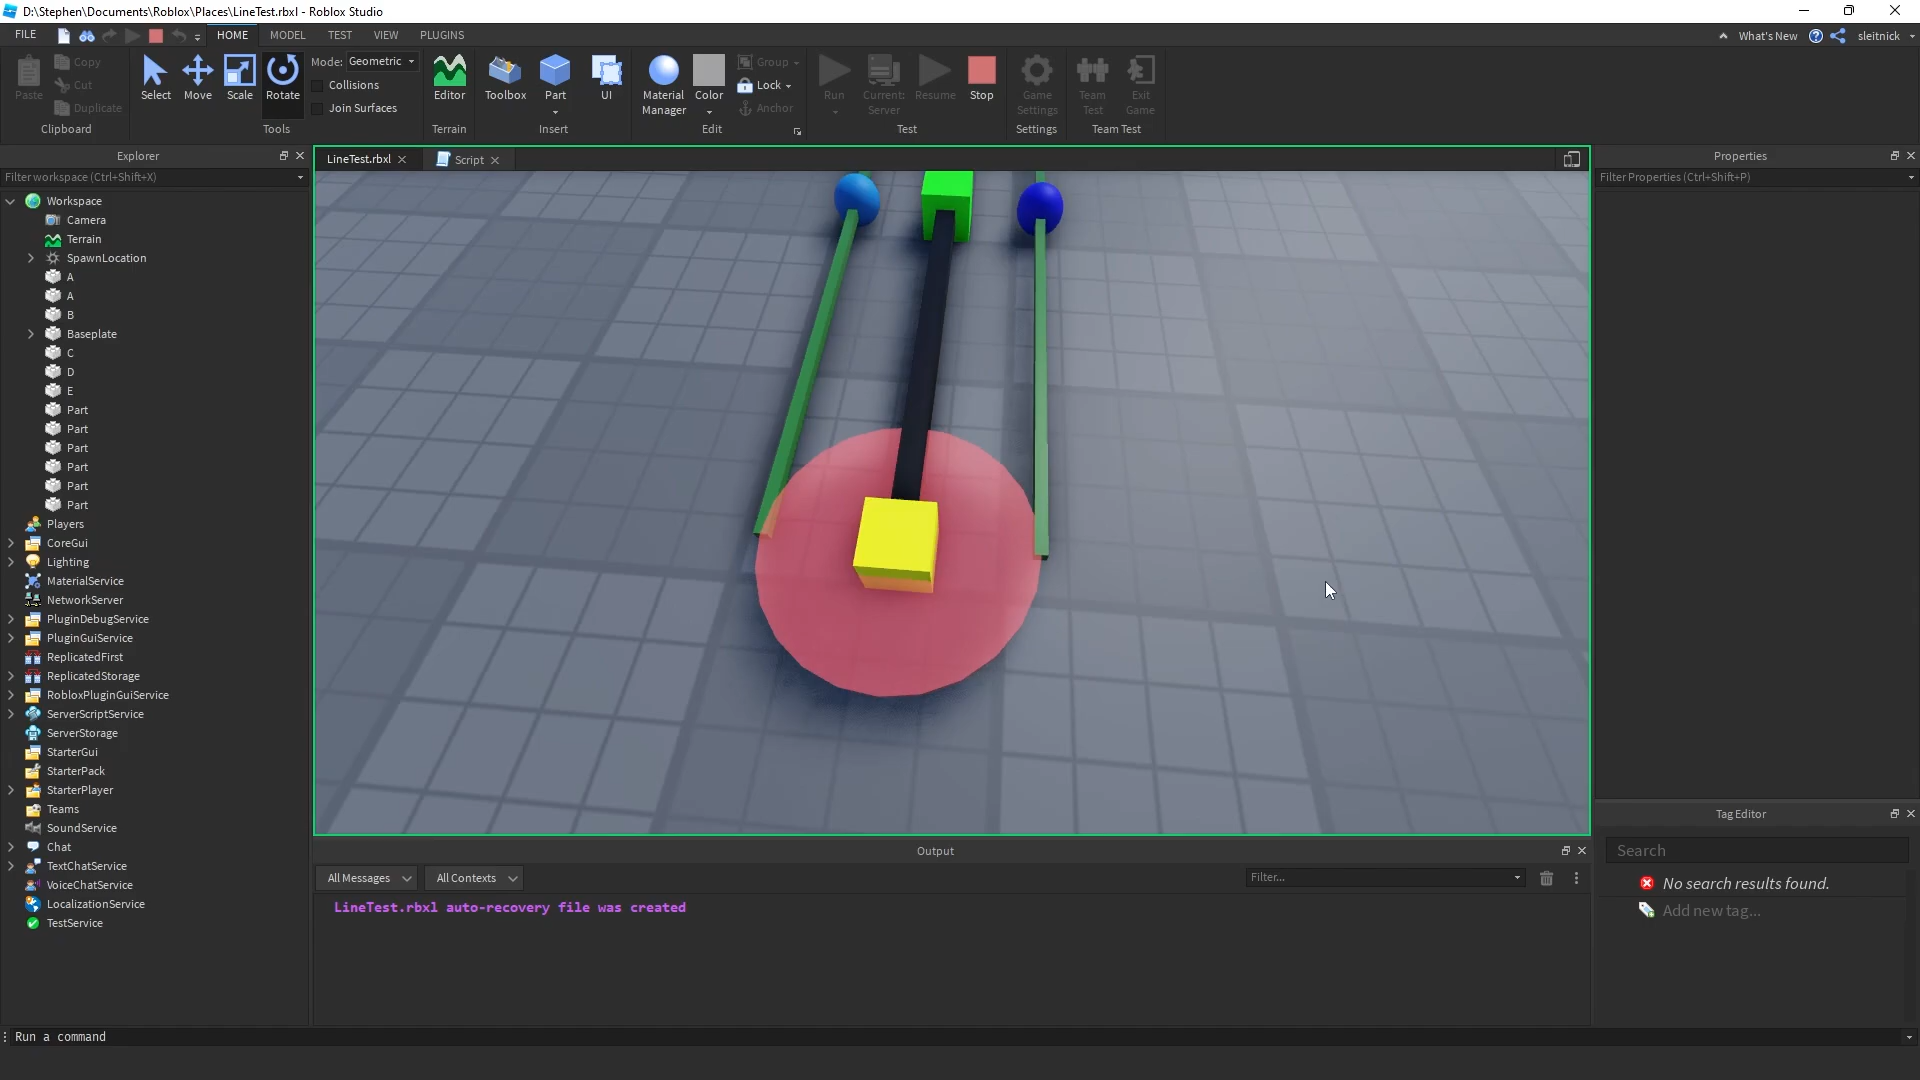 D:\Stephen\Documents\Roblox\Places\LineTest.rbxl - Roblox Studio
FILE HOME MODEL TEST VIEW PLUGINS What's New sleitnick
Paste Copy Cut Duplicate
Clipboard
Select Move Scale Rotate
Mode: Geometric
Collisions
Join Surfaces
Tools
Editor
Terrain
Toolbox Part UI
Insert
Material Manager Color
Group
Lock
Anchor
Edit
Run Current: Server Resume Stop
Test
Game Settings
Settings
Team Test Exit Game
Team Test
Explorer
Filter workspace (Ctrl+Shift+X)
Workspace
Camera
Terrain
SpawnLocation
A
A
B
Baseplate
C
D
E
Part
Part
Part
Part
Part
Part
Players
CoreGui
Lighting
MaterialService
NetworkServer
PluginDebugService
PluginGuiService
ReplicatedFirst
ReplicatedStorage
RobloxPluginGuiService
ServerScriptService
ServerStorage
StarterGui
StarterPack
StarterPlayer
Teams
SoundService
Chat
TextChatService
VoiceChatService
LocalizationService
TestService
LineTest.rbxl Script
Output
All Messages All Contexts Filter...
LineTest.rbxl auto-recovery file was created
Properties
Filter Properties (Ctrl+Shift+P)
Tag Editor
Search
No search results found.
Add new tag...
Run a command